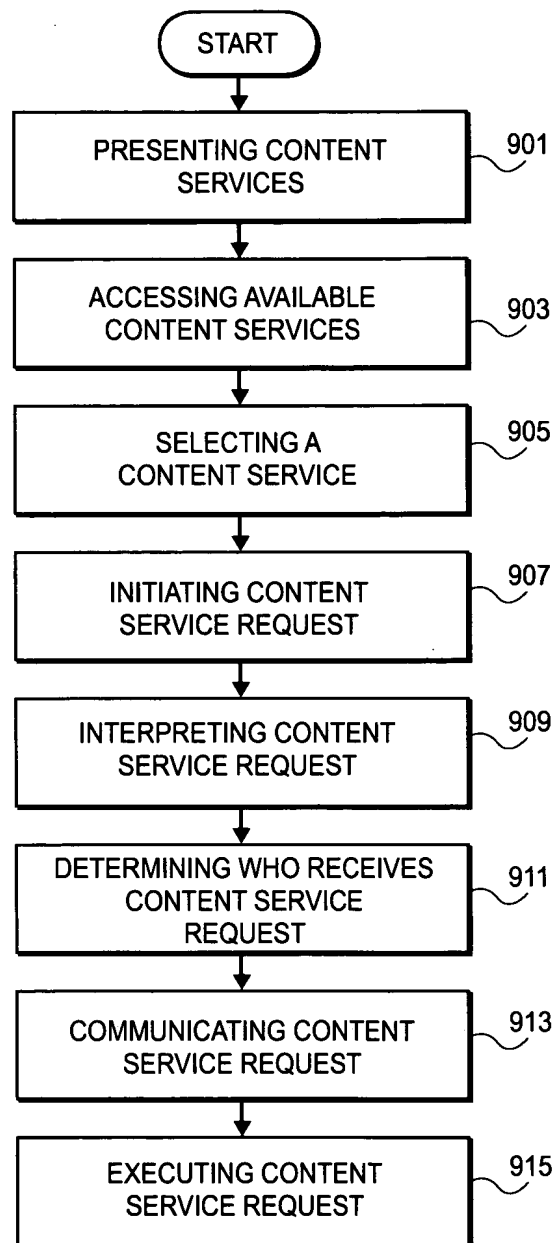 START
PRESENTING CONTENT
SERVICES
901
ACCESSING AVAILABLE
CONTENT SERVICES
903
SELECTING A
CONTENT SERVICE
905
INITIATING CONTENT
SERVICE REQUEST
907
INTERPRETING CONTENT
SERVICE REQUEST
909
DETERMINING WHO RECEIVES
CONTENT SERVICE
REQUEST
911
COMMUNICATING CONTENT
SERVICE REQUEST
913
EXECUTING CONTENT
SERVICE REQUEST
915